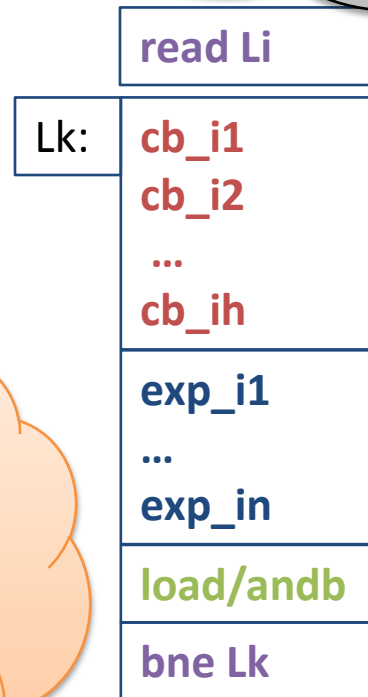 read Li
Lk: cb_i1
cb_i2
...
cb_ih
exp_i1
...
exp_in
load/andb
bne Lk